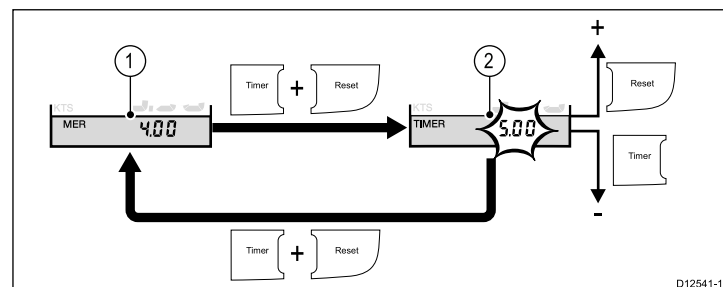 1
2
+
Timer + Reset
Reset
KTS
MER 4.00
KTS
TIMER 5.00
Timer
-
Timer + Reset
D12541-1